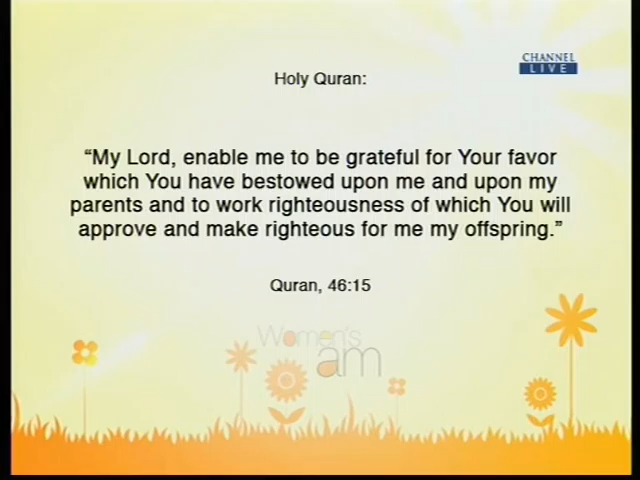 CHANNEL
LIVE
Holy Quran:
“My Lord, enable me to be grateful for Your favor
which You have bestowed upon me and upon my
parents and to work righteousness of which You will
approve and make righteous for me my offspring.”
Quran, 46:15
Women's
am